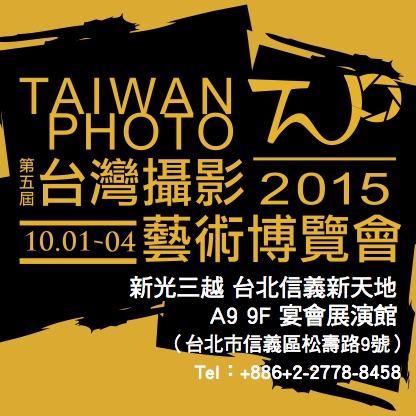 TAIWAN
PHOTO
第五屆
台灣攝影 2015
10.01~04 藝術博覽會
新光三越 台北信義新天地
A9 9F 宴會展演館
(台北市信義區松壽路9號)
Tel：+886+2-2778-8458